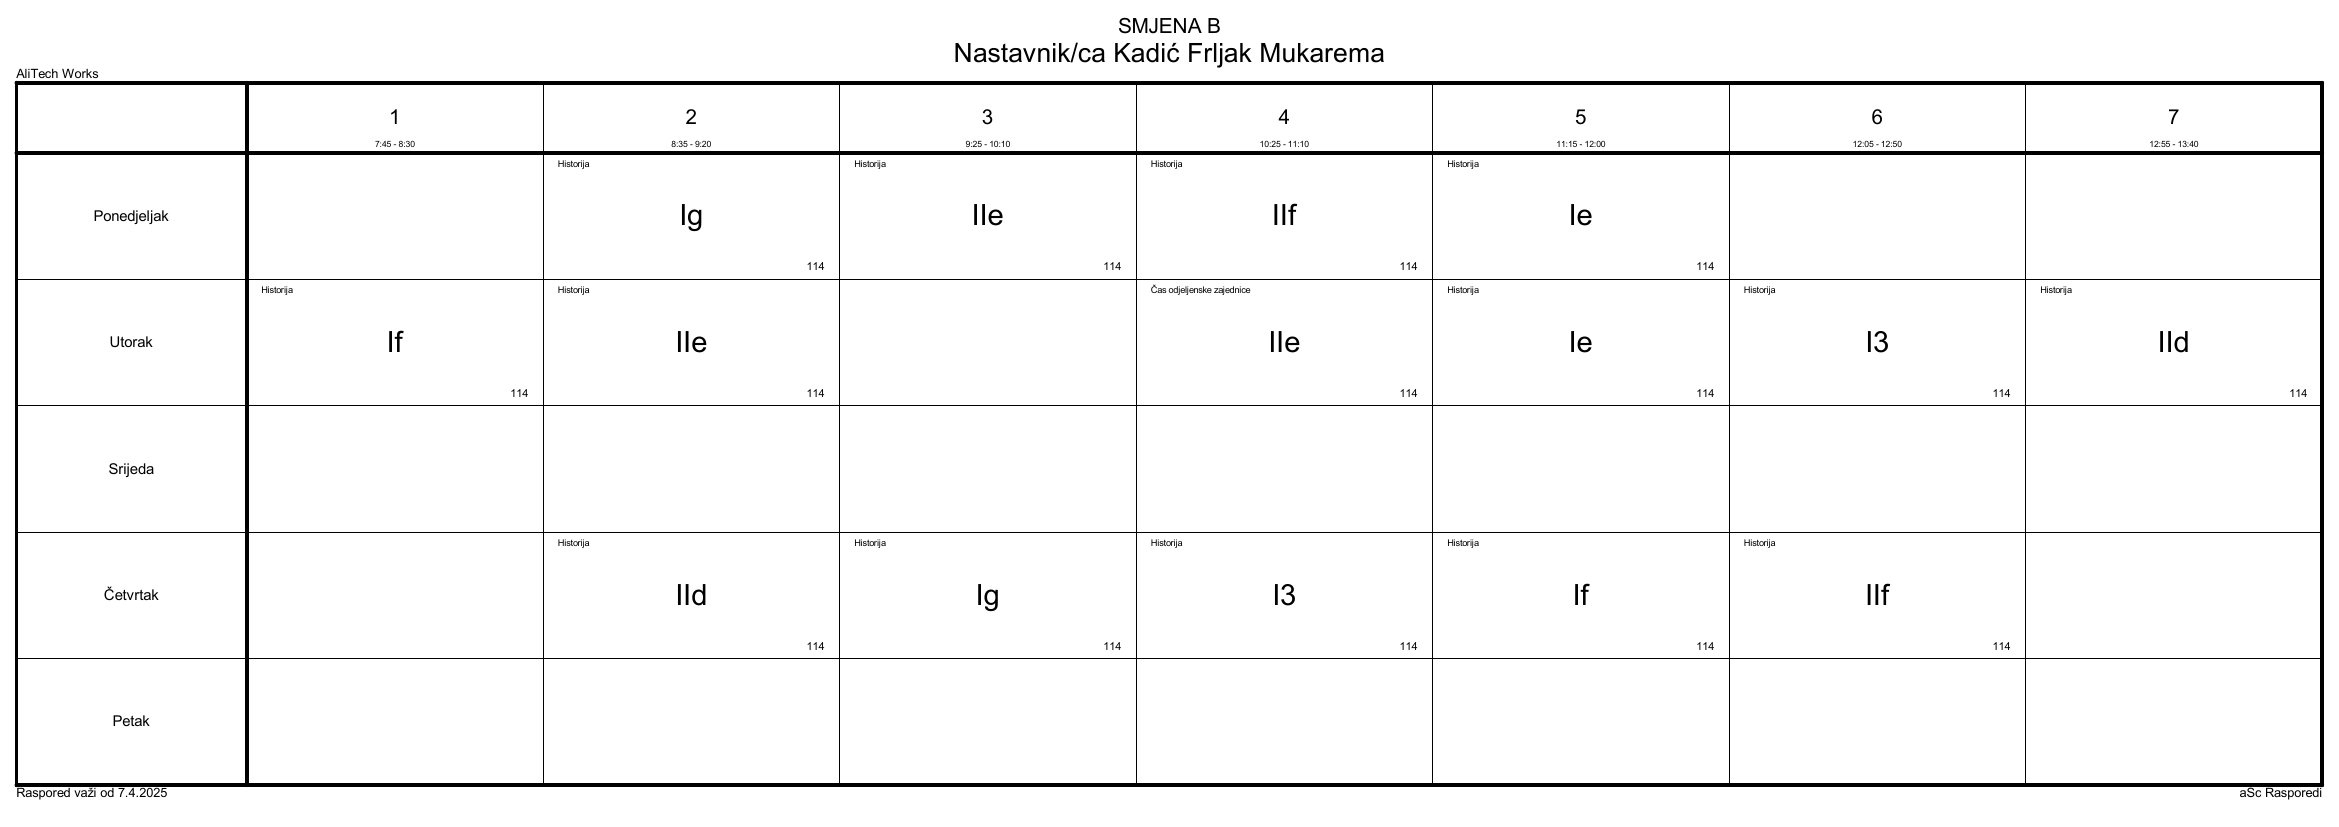 SMJENA B
Nastavnik/ca Kadić Frljak Mukarema
AliTech Works
1 2 3 4 5 6 7
7:45 - 8:30 8:35 - 9:20 9:25 - 10:10 10:25 - 11:10 11:15 - 12:00 12:05 - 12:50 12:55 - 13:40
Historija Historija Historija Historija
Ponedjeljak Ig IIe IIf Ie
114 114 114 114
Historija Historija Čas odjeljenske zajednice Historija Historija Historija
Utorak If IIe IIe Ie I3 IId
114 114 114 114 114 114
Srijeda
Historija Historija Historija Historija Historija
Četvrtak IId Ig I3 If IIf
114 114 114 114 114
Petak
Raspored važi od 7.4.2025 aSc Rasporedi